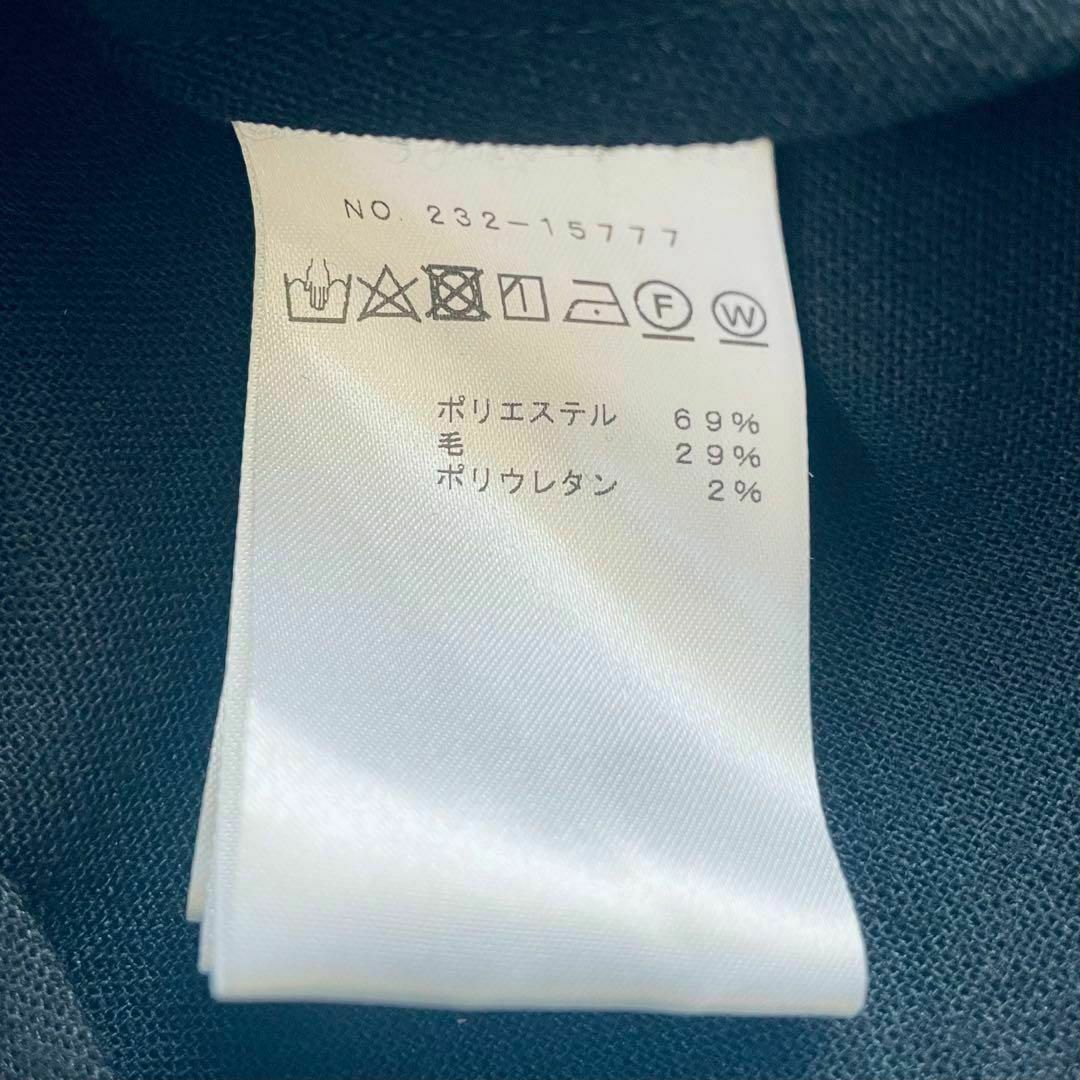 NO. 232-15777
F W
ポリエステル 69%
毛 29%
ポリウレタン 2%